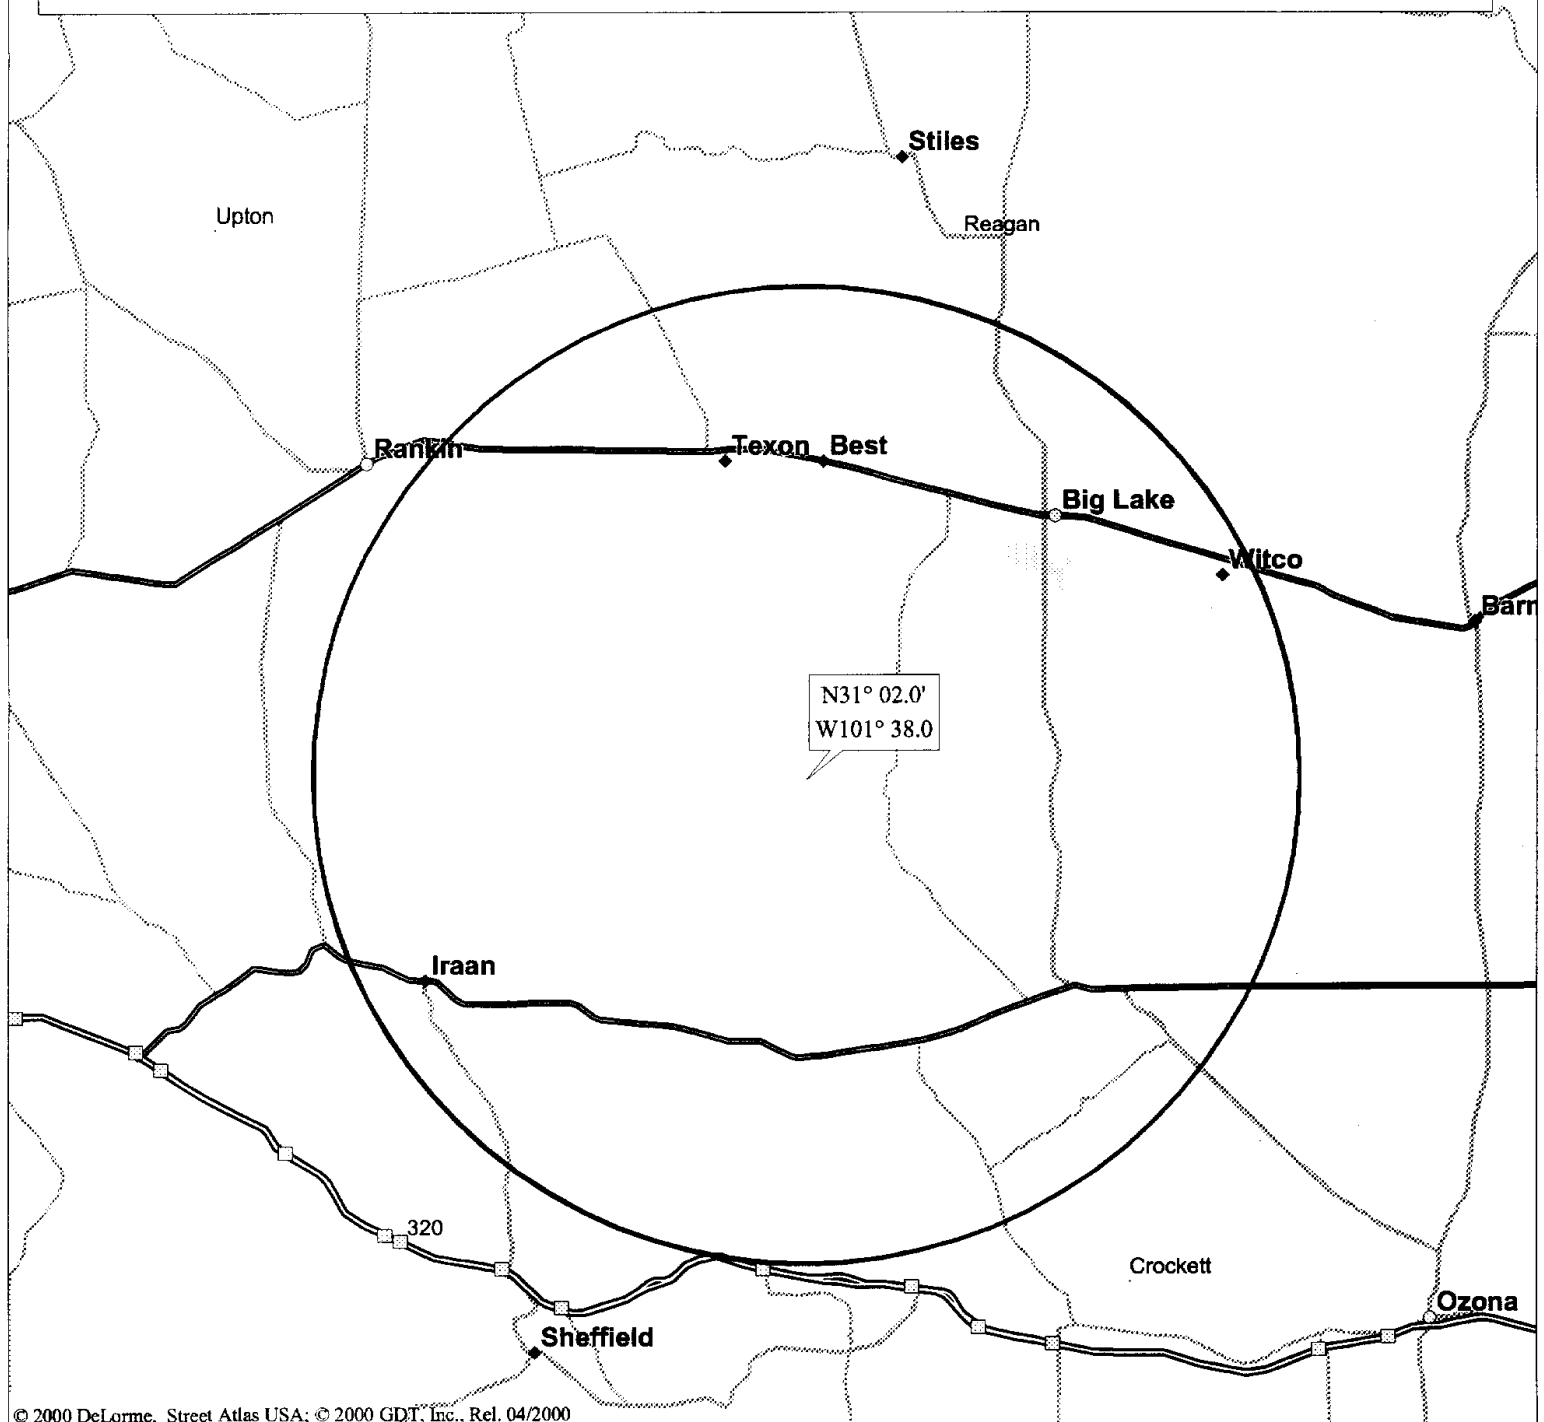 Stiles
Upton
Reagan
Rankin
Texon
Best
Big Lake
Witco
Barn
N31° 02.0'
W101° 38.0
Iraan
320
Crockett
Ozona
Sheffield
© 2000 DeLorme. Street Atlas USA; © 2000 GDT, Inc., Rel. 04/2000